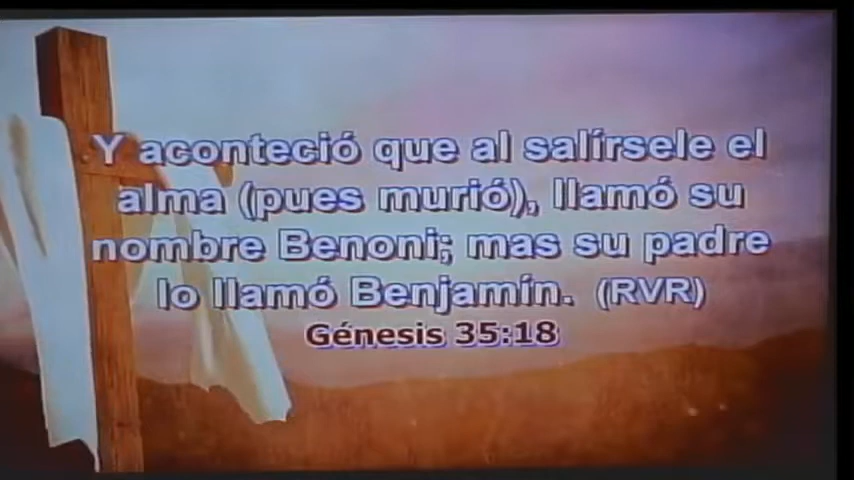 Y aconteció que al salírsele el
alma (pues murió), llamó su
nombre Benoni; mas su padre
lo llamó Benjamín. (RVR)
Génesis 35:18